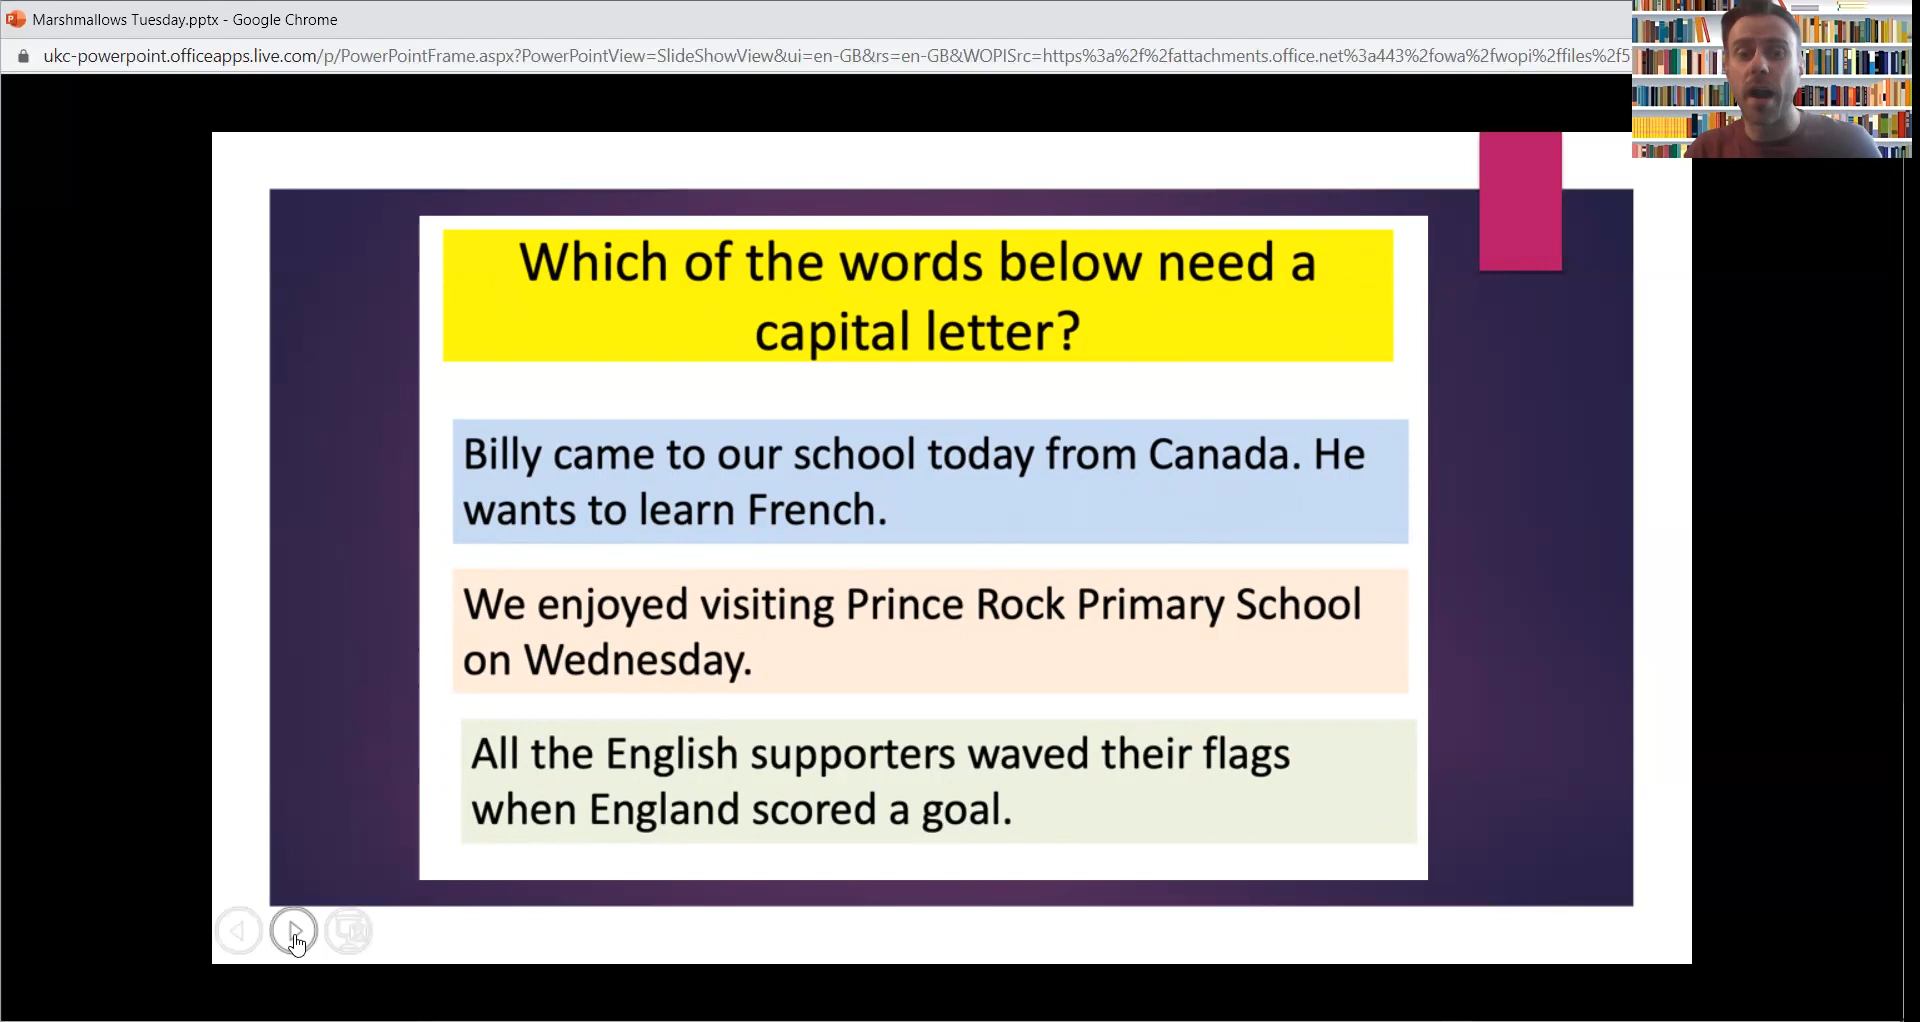 Marshmallows Tuesday.pptx - Google Chrome
ukc-powerpoint.officeapps.live.com/p/PowerPointFrame.aspx?PowerPointView=SlideShowView&ui=en-GB&rs=en-GB&WOPISrc=https%3a%2f%2fattachments.office.net%3a443%2fowa%2fwopi%2ffiles%2f5
Which of the words below need a
capital letter?
Billy came to our school today from Canada. He
wants to learn French.
We enjoyed visiting Prince Rock Primary School
on Wednesday.
All the English supporters waved their flags
when England scored a goal.